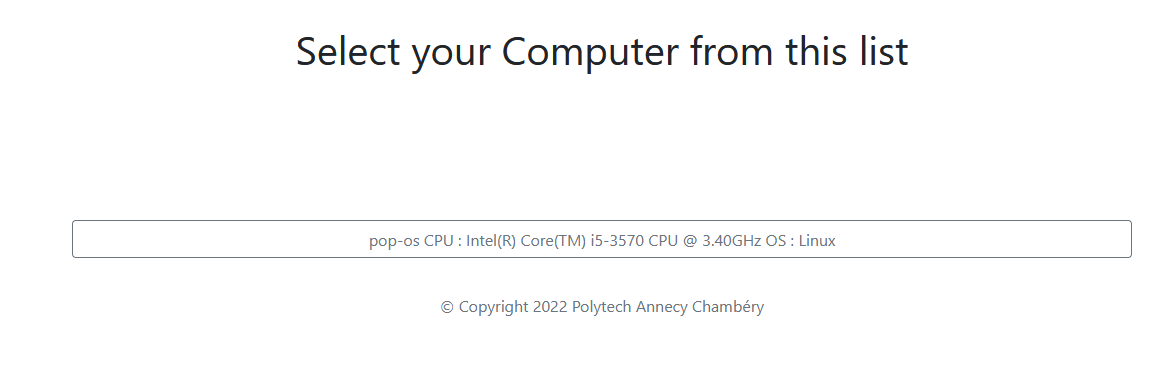 Select your Computer from this list
pop-os CPU : Intel(R) Core(TM) i5-3570 CPU @ 3.40GHz OS : Linux
© Copyright 2022 Polytech Annecy Chambéry